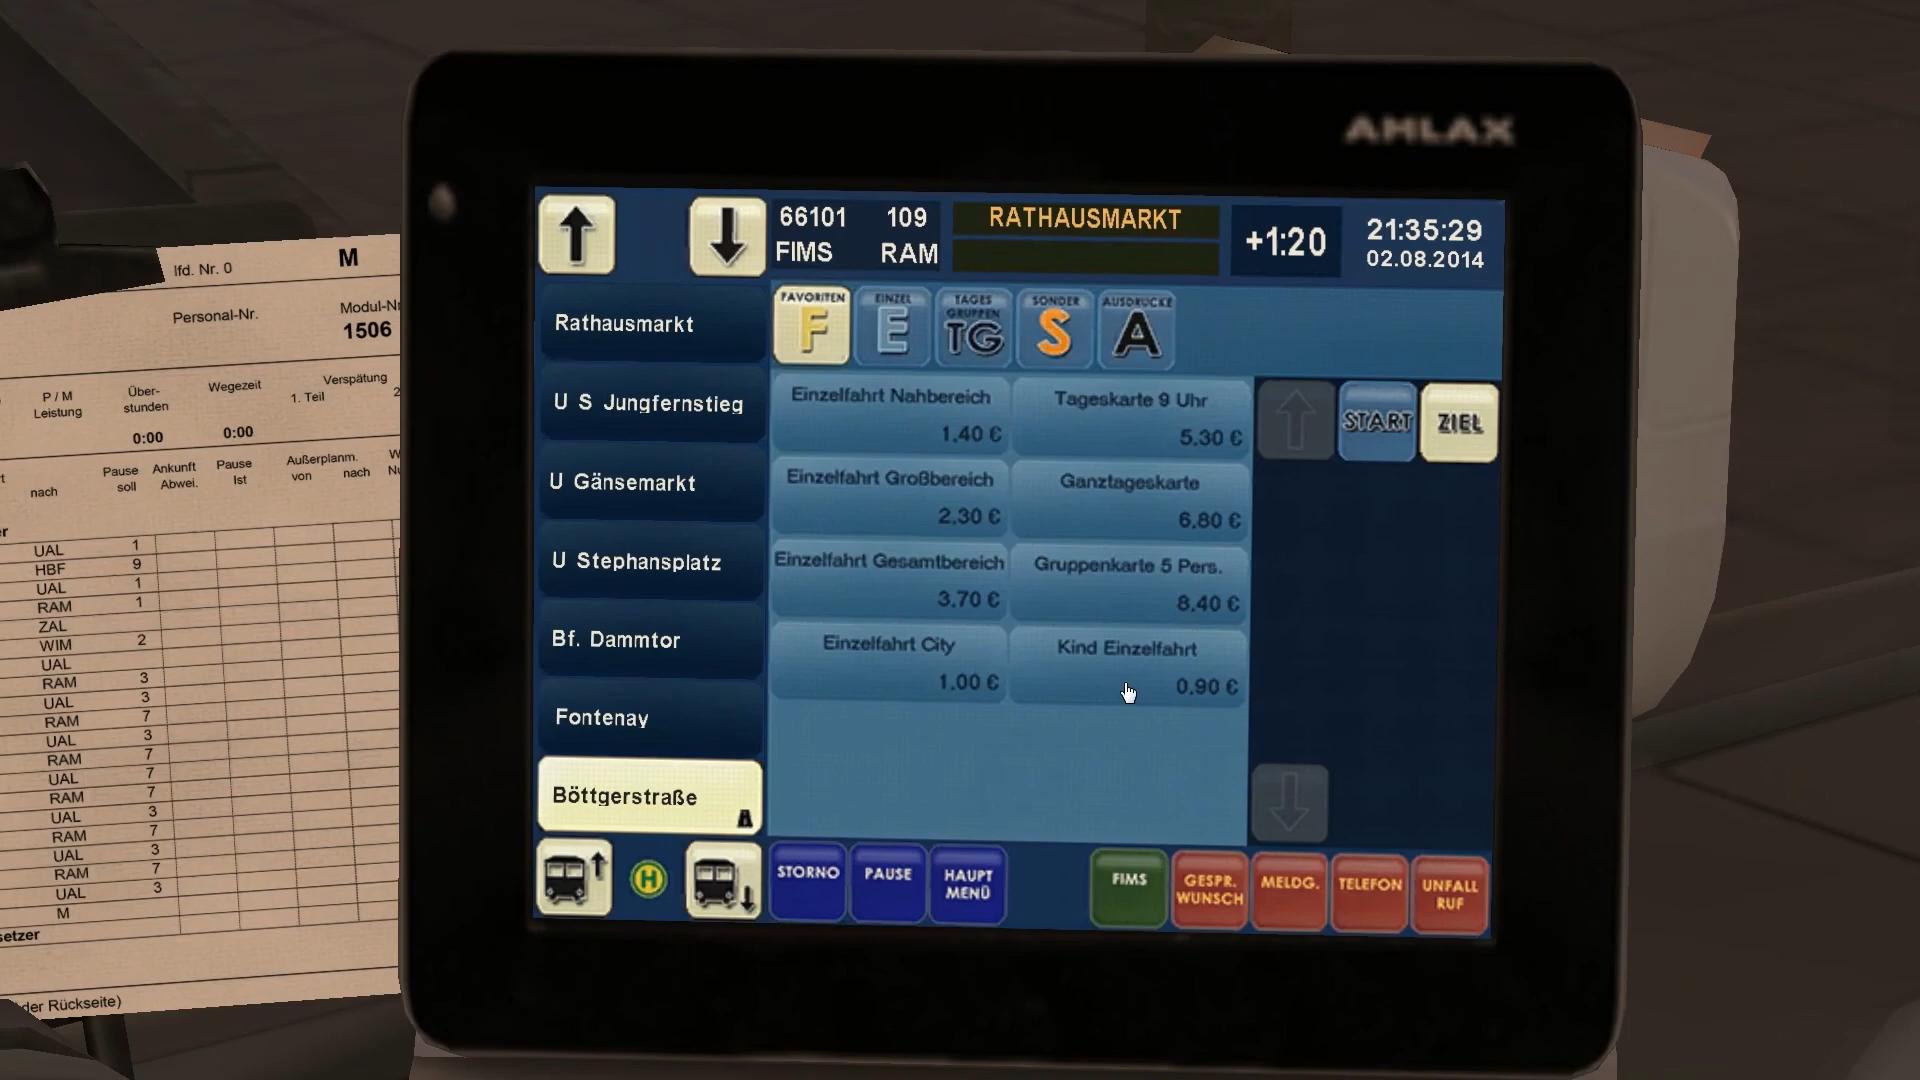 AHLAX
66101 109
FIMS RAM
RATHAUSMARKT
+1:20
21:35:29
02.08.2014
Rathausmarkt
U S Jungfernstieg
U Gänsemarkt
U Stephansplatz
Bf. Dammtor
Fontenay
Böttgerstraße
FAVORITEN
F
EINZEL
E
TAGES
GRUPPEN
TG
SONDER
S
AUSDRUCKE
A
Einzelfahrt Nahbereich
1,40 €
Tageskarte 9 Uhr
5,30 €
Einzelfahrt Großbereich
2,30 €
Ganztageskarte
6,80 €
Einzelfahrt Gesamtbereich
3,70 €
Gruppenkarte 5 Pers.
8,40 €
Einzelfahrt City
1,00 €
Kind Einzelfahrt
0,90 €
START
ZIEL
H
STORNO
PAUSE
HAUPT
MENÜ
FIMS
GESPR.
WUNSCH
MELDG.
TELEFON
UNFALL
RUF
lfd. Nr. 0 M
Personal-Nr.
Modul-Nr
1506
P / M
Leistung
Über-
stunden
0:00
Wegezeit
0:00
Verspätung
1. Teil 2
nach
Pause
soll
Ankunft
Abwei.
Pause
Ist
Außerplanm.
von nach
UAL 1
HBF 9
UAL 1
RAM 1
ZAL
WIM 2
UAL
RAM 3
UAL 3
RAM 7
UAL 3
RAM 7
UAL 7
RAM 7
UAL 3
RAM 7
UAL 3
RAM 7
UAL 3
M
setzer
der Rückseite)